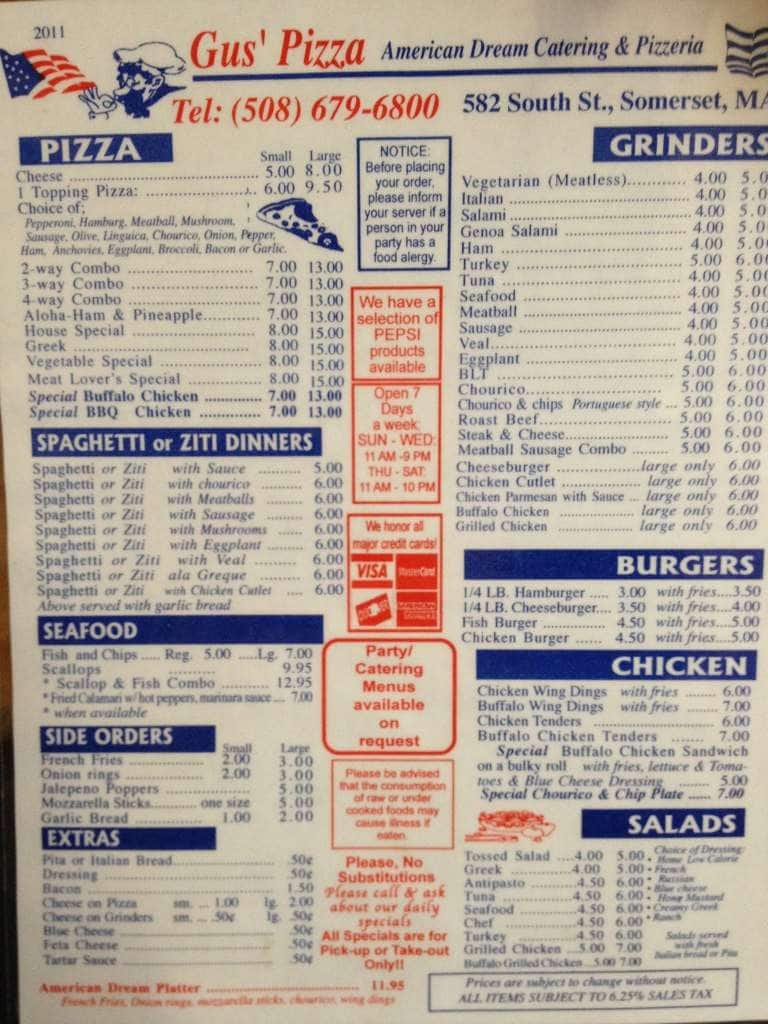 2011
Gus' Pizza American Dream Catering & Pizzeria
Tel: (508) 679-6800 582 South St., Somerset, MA
PIZZA
Small Large
Cheese 5.00 8.00
1 Topping Pizza: 6.00 9.50
Choice of;
Pepperoni, Hamburg, Meatball, Mushroom,
Sausage, Olive, Linguica, Chourico, Onion, Pepper,
Ham, Anchovies, Eggplant, Broccoli, Bacon or Garlic.
2-way Combo 7.00 13.00
3-way Combo 7.00 13.00
4-way Combo 7.00 13.00
Aloha-Ham & Pineapple 7.00 13.00
House Special 8.00 15.00
Greek 8.00 15.00
Vegetable Special 8.00 15.00
Meat Lover's Special 8.00 15.00
Special Buffalo Chicken 7.00 13.00
Special BBQ Chicken 7.00 13.00
SPAGHETTI or ZITI DINNERS
Spaghetti or Ziti with Sauce 5.00
Spaghetti or Ziti with chourico 6.00
Spaghetti or Ziti with Meatballs 6.00
Spaghetti or Ziti with Sausage 6.00
Spaghetti or Ziti with Mushrooms 6.00
Spaghetti or Ziti with Eggplant 6.00
Spaghetti or Ziti with Veal 6.00
Spaghetti or Ziti ala Greque 6.00
Spaghetti or Ziti with Chicken Cutlet 6.00
Above served with garlic bread
SEAFOOD
Fish and Chips Reg. 5.00 Lg. 7.00
Scallops 9.95
* Scallop & Fish Combo 12.95
* Fried Calamari w/ hot peppers, marinara sauce 7.00
* when available
SIDE ORDERS
Small Large
French Fries 2.00 3.00
Onion rings 2.00 3.00
Jalepeno Poppers 5.00
Mozzarella Sticks one size 5.00
Garlic Bread 1.00 2.00
EXTRAS
Pita or Italian Bread .50¢
Dressing .50¢
Bacon 1.50
Cheese on Pizza sm. 1.00 lg. 2.00
Cheese on Grinders sm. .50¢ lg. .50¢
Blue Cheese .50¢
Feta Cheese .50¢
Tartar Sauce .50¢
American Dream Platter 11.95
French Fries, Onion rings, mozzarella sticks, chourico, wing dings
NOTICE:
Before placing
your order,
please inform
your server if a
person in your
party has a
food alergy.
We have a
selection of
PEPSI
products
available
Open 7
Days
a week:
SUN - WED:
11 AM -9 PM
THU - SAT:
11 AM - 10 PM
We honor all
major credit cards!
VISA MasterCard
Party/
Catering
Menus
available
on
request
Please be advised
that the consumption
of raw or under
cooked foods may
cause illness if
eaten.
Please, No
Substitutions
Please call & ask
about our daily
specials
All Specials are for
Pick-up or Take-out
Only!!
GRINDERS
Vegetarian (Meatless) 4.00 5.0
Italian 4.00 5.0
Salami 4.00 5.0
Genoa Salami 4.00 5.0
Ham 4.00 5.0
Turkey 5.00 6.0
Tuna 4.00 5.0
Seafood 4.00 5.00
Meatball 4.00 5.00
Sausage 4.00 5.00
Veal 4.00 5.00
Eggplant 4.00 5.00
BLT 5.00 6.00
Chourico 5.00 6.00
Chourico & chips Portuguese style 5.00 6.00
Roast Beef 5.00 6.00
Steak & Cheese 5.00 6.00
Meatball Sausage Combo 5.00 6.00
Cheeseburger large only 6.00
Chicken Cutlet large only 6.00
Chicken Parmesan with Sauce large only 6.00
Buffalo Chicken large only 6.00
Grilled Chicken large only 6.00
BURGERS
1/4 LB. Hamburger 3.00 with fries....3.50
1/4 LB. Cheeseburger.... 3.50 with fries....4.00
Fish Burger 4.50 with fries....5.00
Chicken Burger 4.50 with fries....5.00
CHICKEN
Chicken Wing Dings with fries 6.00
Buffalo Wing Dings with fries 7.00
Chicken Tenders 6.00
Buffalo Chicken Tenders 7.00
Special Buffalo Chicken Sandwich
on a bulky roll with fries, lettuce & Toma-
toes & Blue Cheese Dressing 5.00
Special Chourico & Chip Plate 7.00
SALADS
Tossed Salad 4.00 5.00
Greek 4.00 5.00
Antipasto 4.50 6.00
Tuna 4.50 6.00
Seafood 4.50 6.00
Chef 4.50 6.00
Turkey 4.50 6.00
Grilled Chicken 5.00 7.00
Buffalo Grilled Chicken 5.00 7.00
Choice of Dressing:
• Home Low Calorie
• French
• Russian
• Blue cheese
• Honey Mustard
• Creamy Greek
• Ranch
Salads served
with fresh
Italian bread or Pita
Prices are subject to change without notice.
ALL ITEMS SUBJECT TO 6.25% SALES TAX